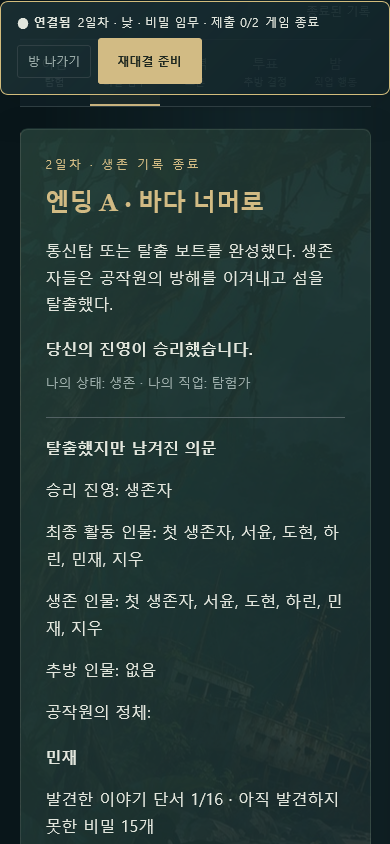 연결됨 2일차 · 낮 · 비밀 임무 · 제출 0/2 게임 종료
방 나가기
재대결 준비
2일차 · 생존 기록 종료
엔딩 A · 바다 너머로
통신탑 또는 탈출 보트를 완성했다. 생존
자들은 공작원의 방해를 이겨내고 섬을
탈출했다.
당신의 진영이 승리했습니다.
나의 상태: 생존 · 나의 직업: 탐험가
탈출했지만 남겨진 의문
승리 진영: 생존자
최종 활동 인물: 첫 생존자, 서윤, 도현, 하
린, 민재, 지우
생존 인물: 첫 생존자, 서윤, 도현, 하린, 민
재, 지우
추방 인물: 없음
공작원의 정체:
민재
발견한 이야기 단서 1/16 · 아직 발견하지
못한 비밀 15개